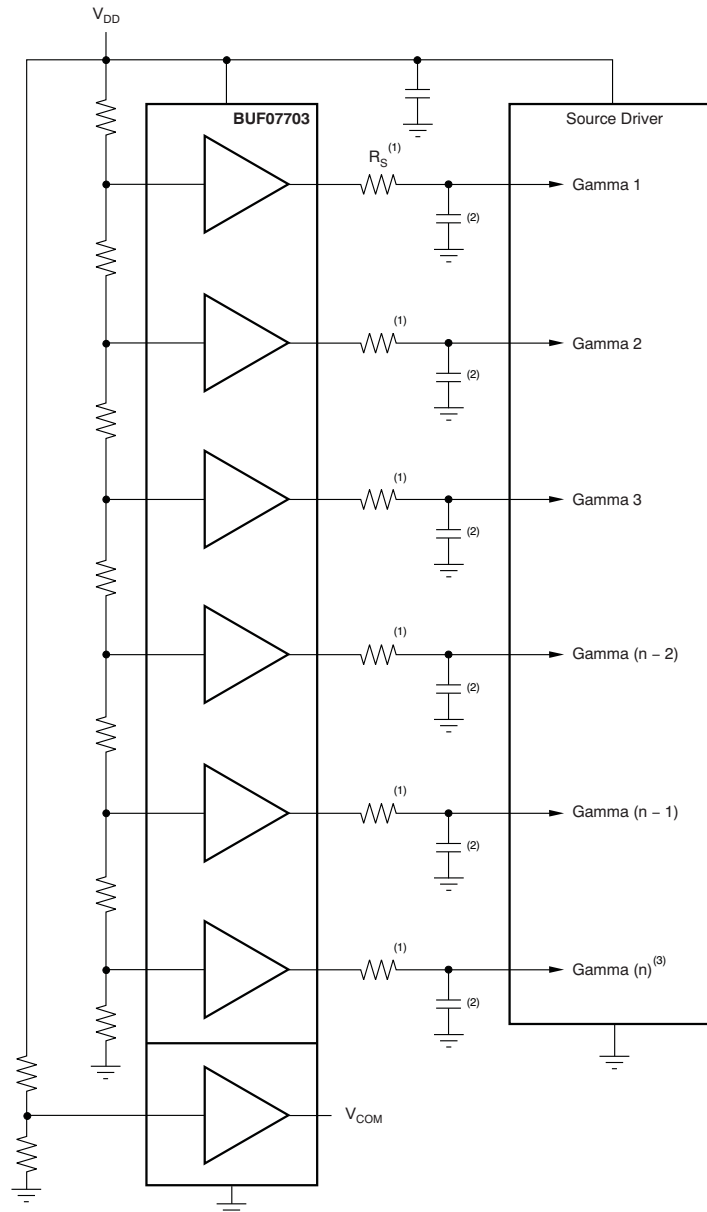 V_DD
BUF07703
Source Driver
R_S^(1)
Gamma 1
(2)
(1)
Gamma 2
(2)
(1)
Gamma 3
(2)
(1)
Gamma (n − 2)
(2)
(1)
Gamma (n − 1)
(2)
(1)
Gamma (n)^(3)
(2)
V_COM